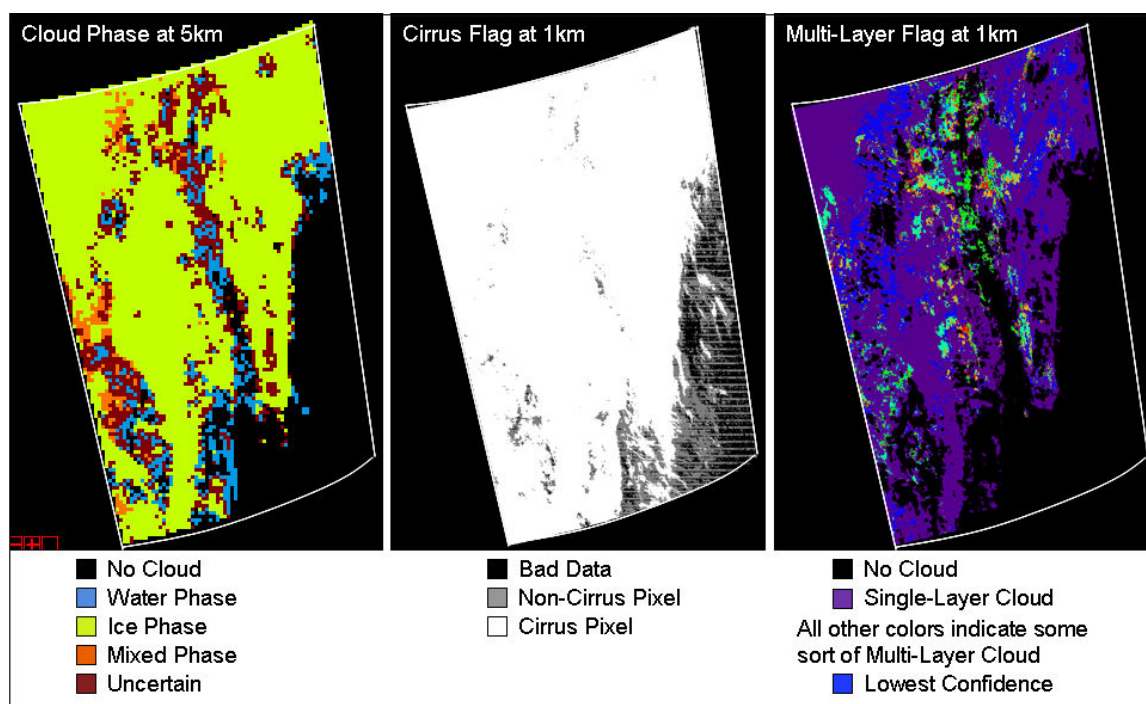 Cloud Phase at 5km
No Cloud
Water Phase
Ice Phase
Mixed Phase
Uncertain
Cirrus Flag at 1km
Bad Data
Non-Cirrus Pixel
Cirrus Pixel
Multi-Layer Flag at 1km
No Cloud
Single-Layer Cloud
All other colors indicate some
sort of Multi-Layer Cloud
Lowest Confidence